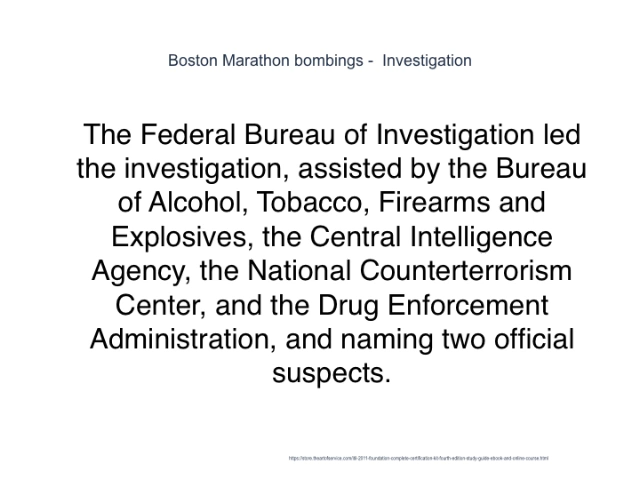 Boston Marathon bombings -  Investigation
The Federal Bureau of Investigation led
the investigation, assisted by the Bureau
of Alcohol, Tobacco, Firearms and
Explosives, the Central Intelligence
Agency, the National Counterterrorism
Center, and the Drug Enforcement
Administration, and naming two official
suspects.